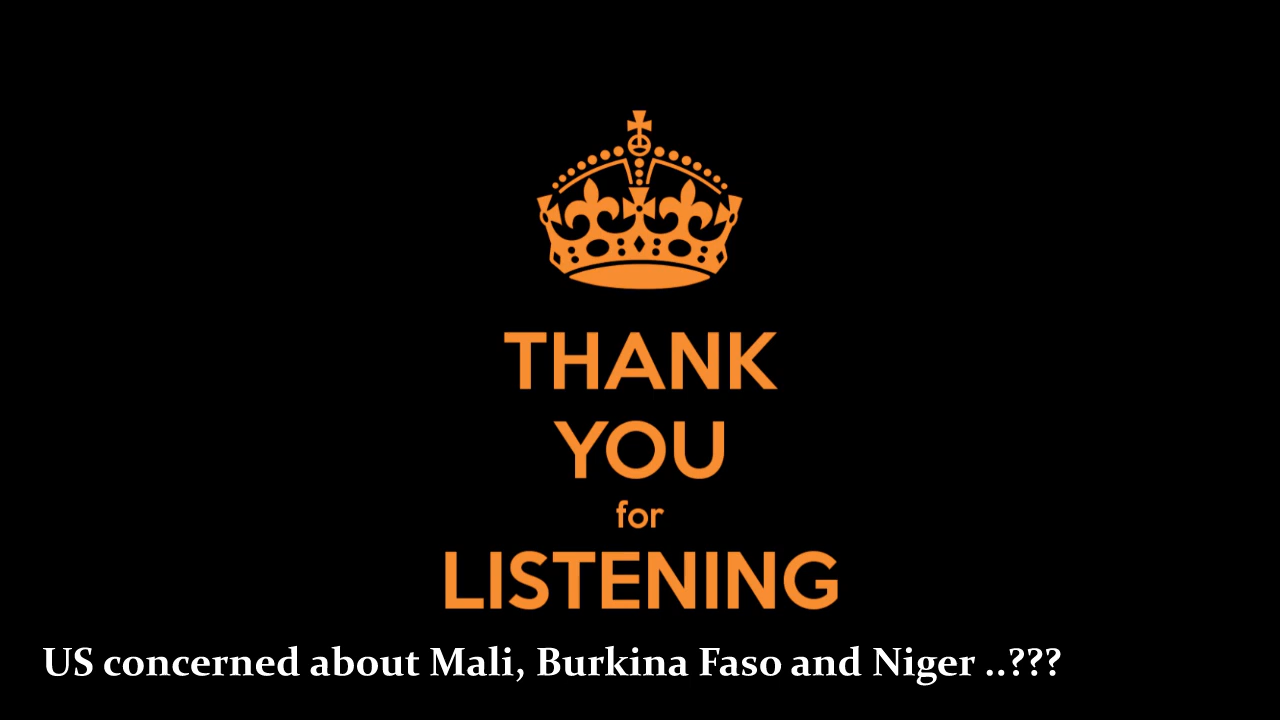 THANK
YOU
for
LISTENING
US concerned about Mali, Burkina Faso and Niger ..???